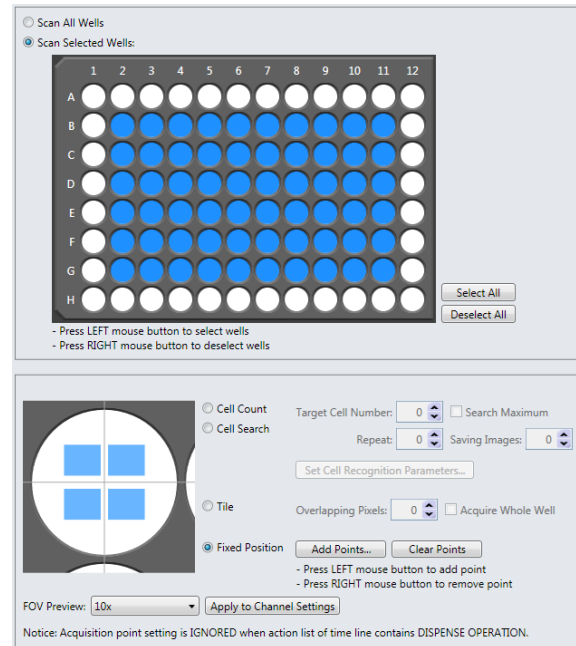 Scan All Wells
Scan Selected Wells:
1 2 3 4 5 6 7 8 9 10 11 12
A
B
C
D
E
F
G
H
Select All
Deselect All
- Press LEFT mouse button to select wells
- Press RIGHT mouse button to deselect wells
Cell Count Target Cell Number: 0 Search Maximum
Cell Search
Repeat: 0 Saving Images: 0
Set Cell Recognition Parameters...
Tile Overlapping Pixels: 0 Acquire Whole Well
Fixed Position Add Points... Clear Points
- Press LEFT mouse button to add point
- Press RIGHT mouse button to remove point
FOV Preview: 10x Apply to Channel Settings
Notice: Acquisition point setting is IGNORED when action list of time line contains DISPENSE OPERATION.